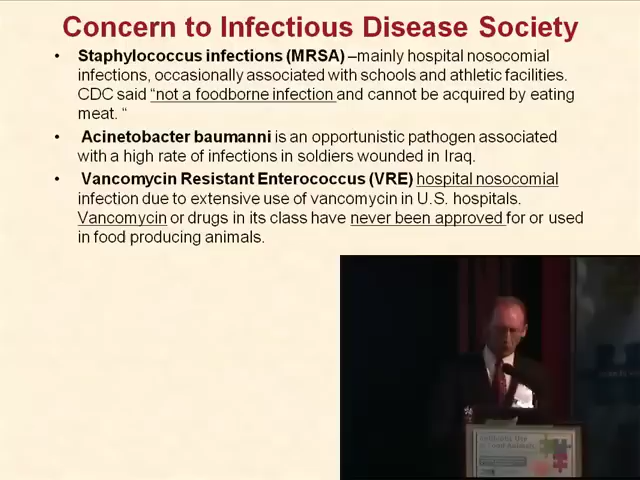 Concern to Infectious Disease Society
• Staphylococcus infections (MRSA) –mainly hospital nosocomial
infections, occasionally associated with schools and athletic facilities.
CDC said “not a foodborne infection and cannot be acquired by eating
meat. “
• Acinetobacter baumanni is an opportunistic pathogen associated
with a high rate of infections in soldiers wounded in Iraq.
• Vancomycin Resistant Enterococcus (VRE) hospital nosocomial
infection due to extensive use of vancomycin in U.S. hospitals.
Vancomycin or drugs in its class have never been approved for or used
in food producing animals.